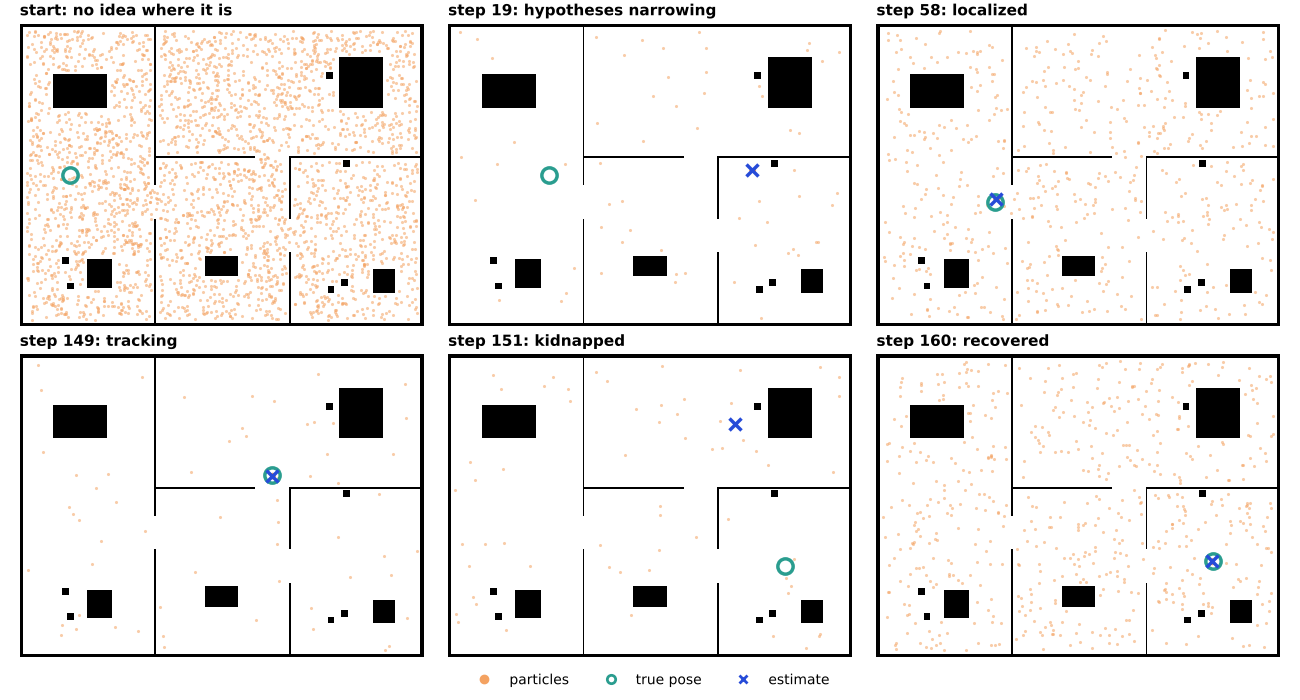 start: no idea where it is
step 19: hypotheses narrowing
step 58: localized
step 149: tracking
step 151: kidnapped
step 160: recovered
particles
true pose
estimate